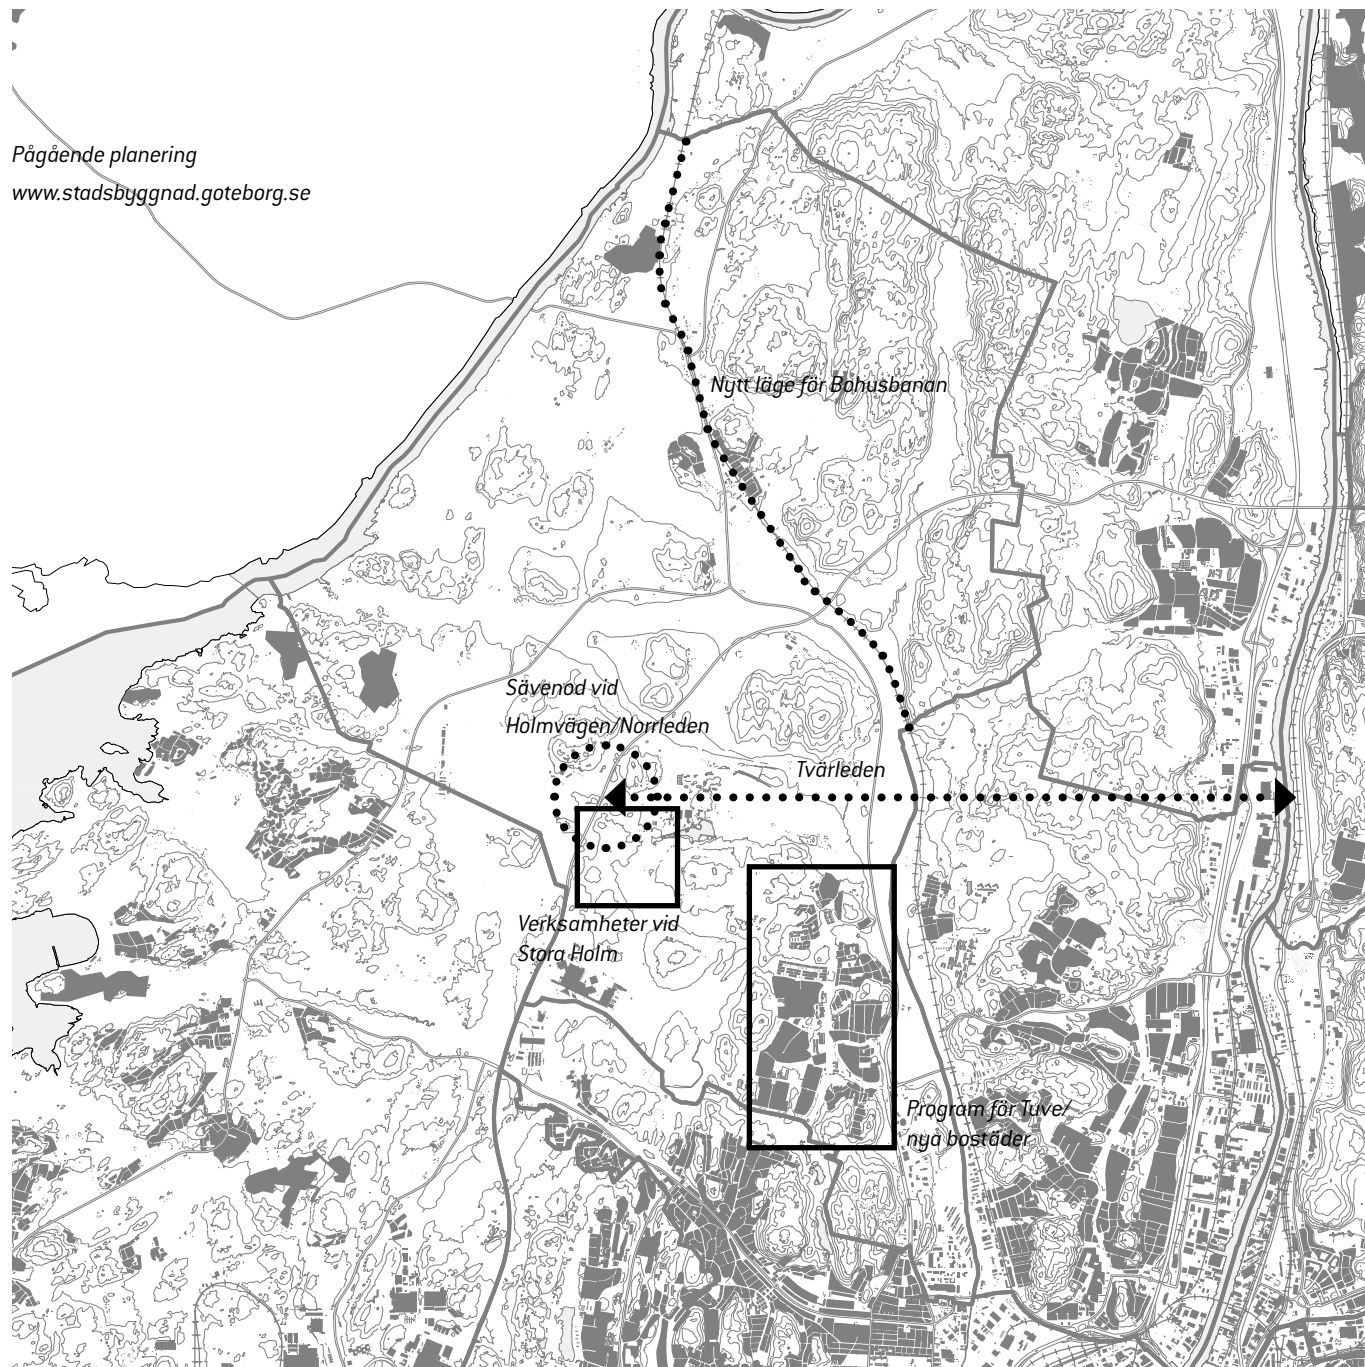 Pågående planering
www.stadsbyggnad.goteborg.se
Nytt läge för Bohusbanan
Sävenod vid
Holmvägen/Norrleden
Tvärleden
Verksamheter vid
Stora Holm
Program för Tuve/
nya bostäder